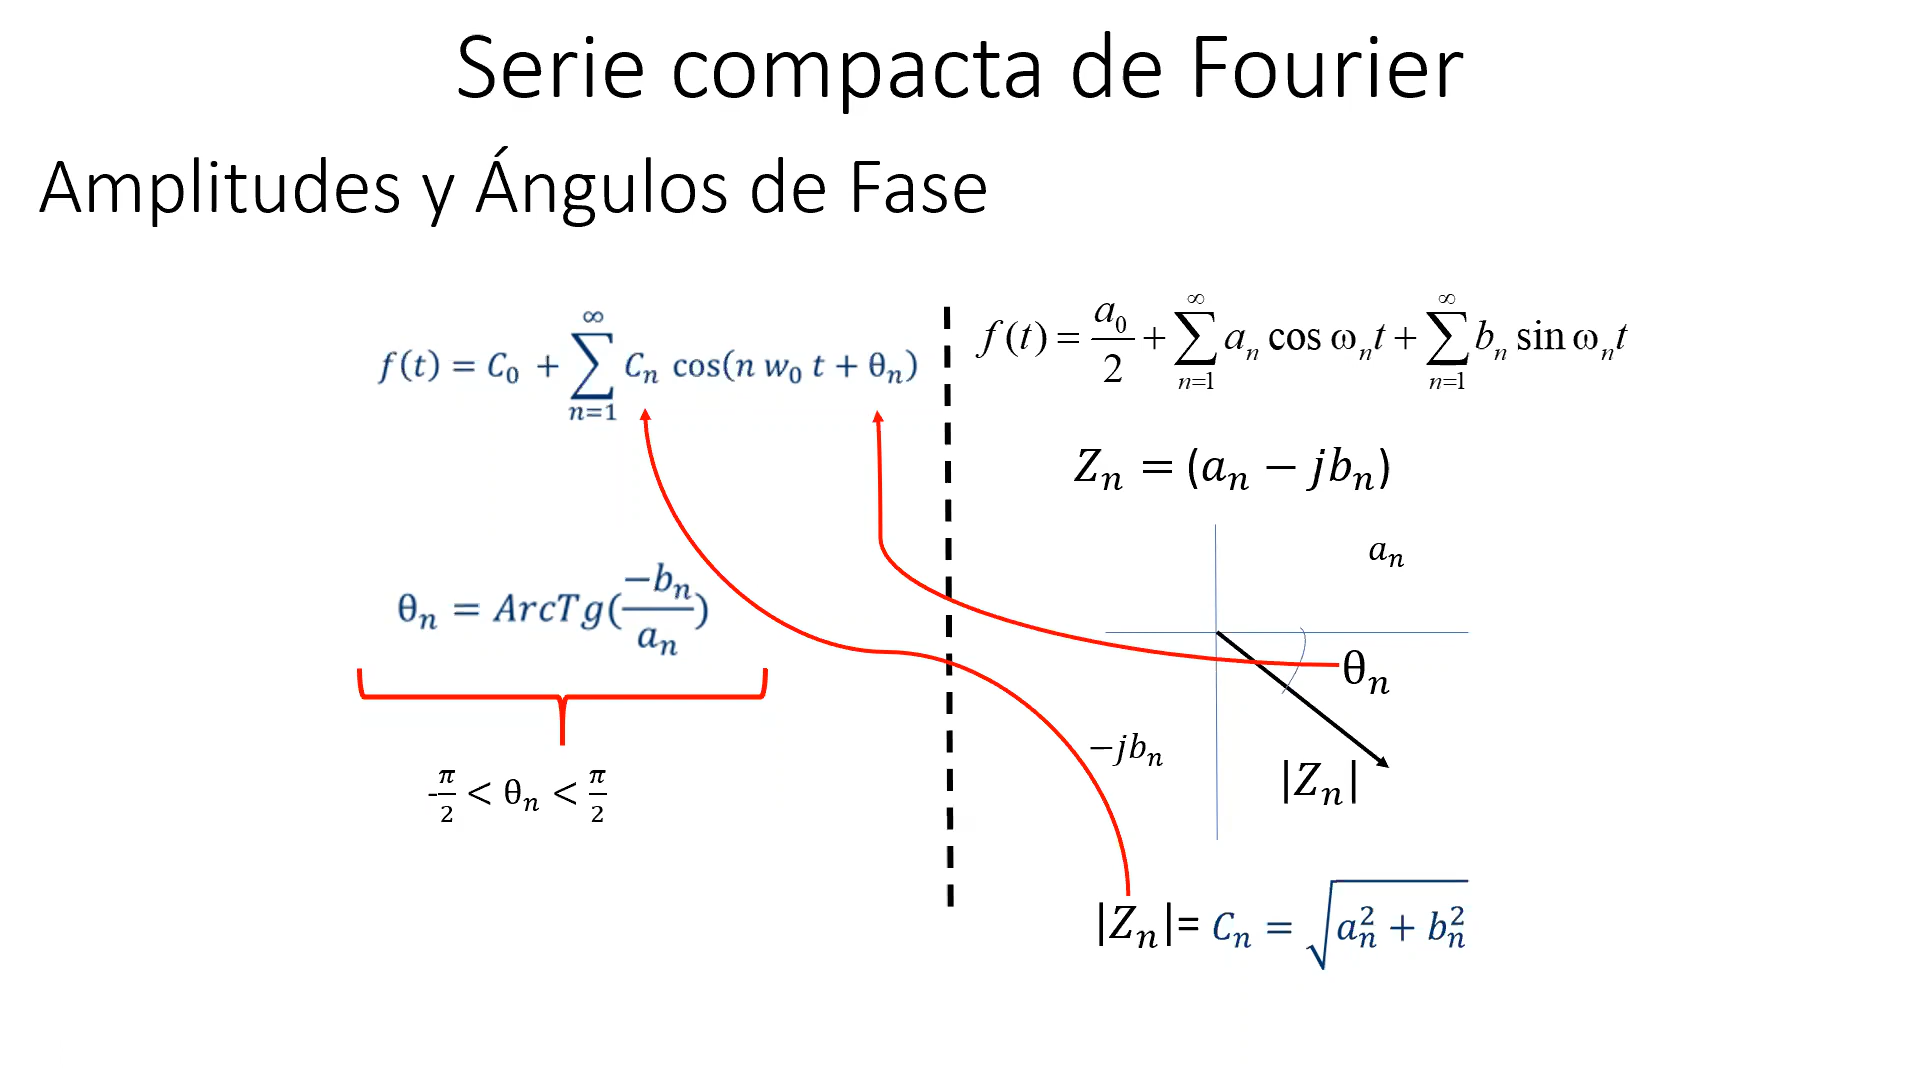 Serie compacta de Fourier
Amplitudes y Ángulos de Fase
f(t) = C₀ + ∑_{n=1}^{∞} Cₙ cos(n w₀ t + θₙ)
f(t) = a₀/2 + ∑_{n=1}^{∞} aₙ cos ωₙt + ∑_{n=1}^{∞} bₙ sin ωₙt
Zₙ = (aₙ − jbₙ)
aₙ
θₙ = ArcTg(−bₙ/aₙ)
θₙ
−jbₙ
|Zₙ|
-π/2 < θₙ < π/2
|Zₙ|= Cₙ = √(aₙ² + bₙ²)